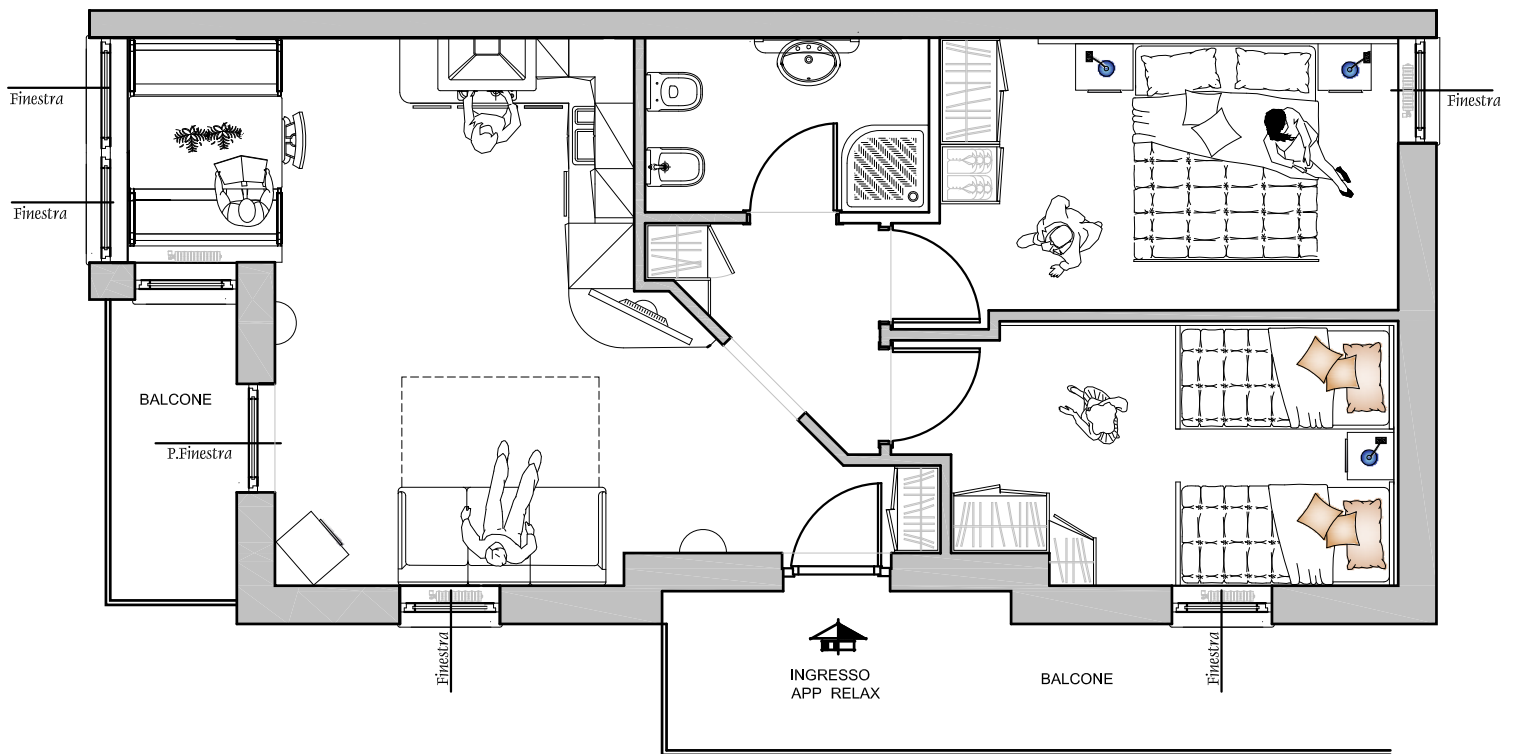 Finestra
Finestra
Finestra
BALCONE
P.Finestra
Finestra
INGRESSO
APP RELAX
BALCONE
Finestra